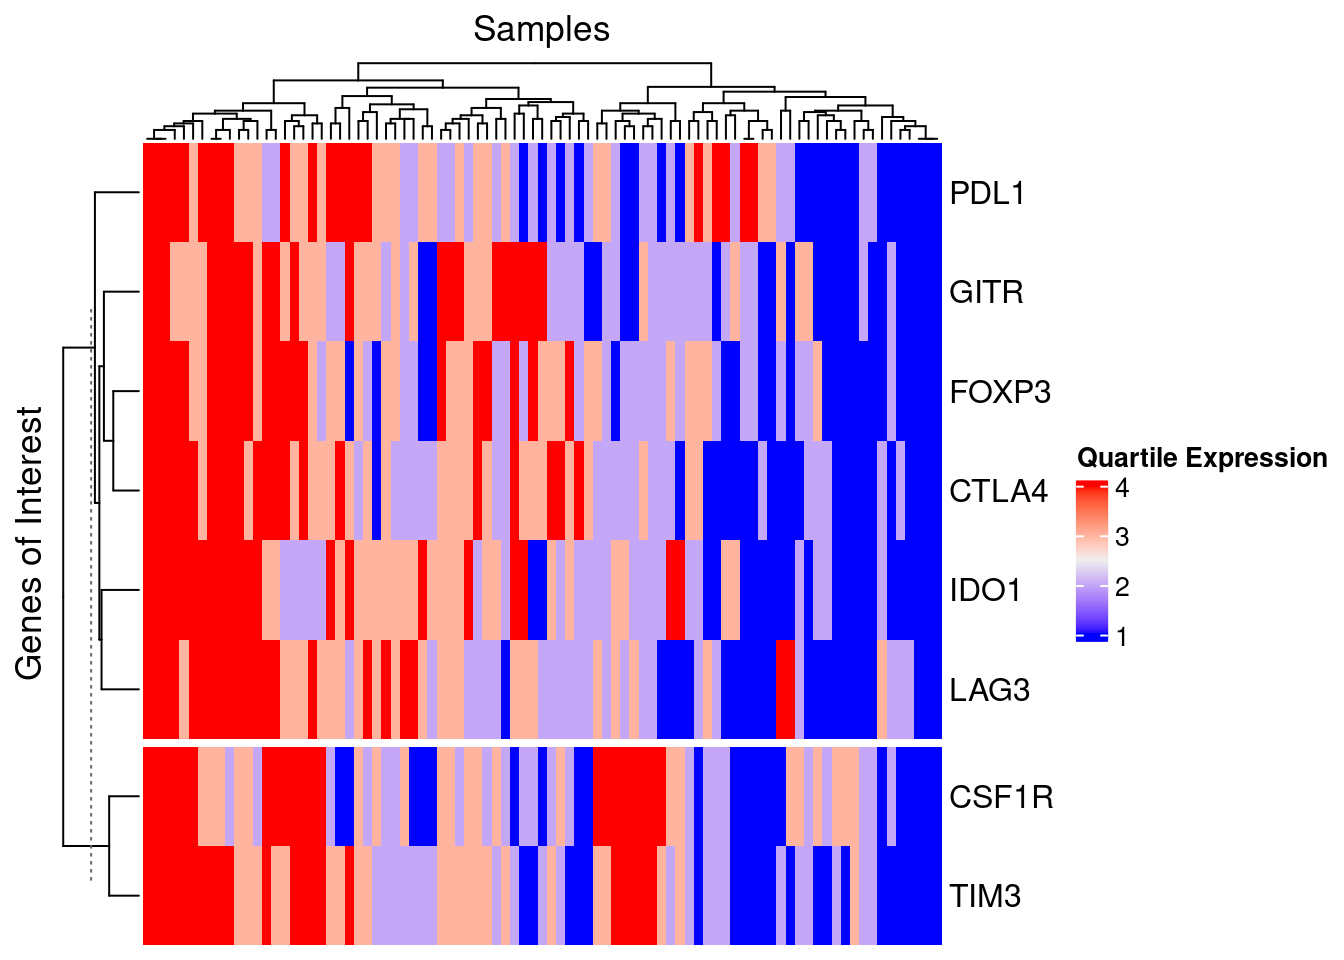 Samples
PDL1
GITR
FOXP3
CTLA4
IDO1
LAG3
CSF1R
TIM3
Genes of Interest
Quartile Expression
4
3
2
1